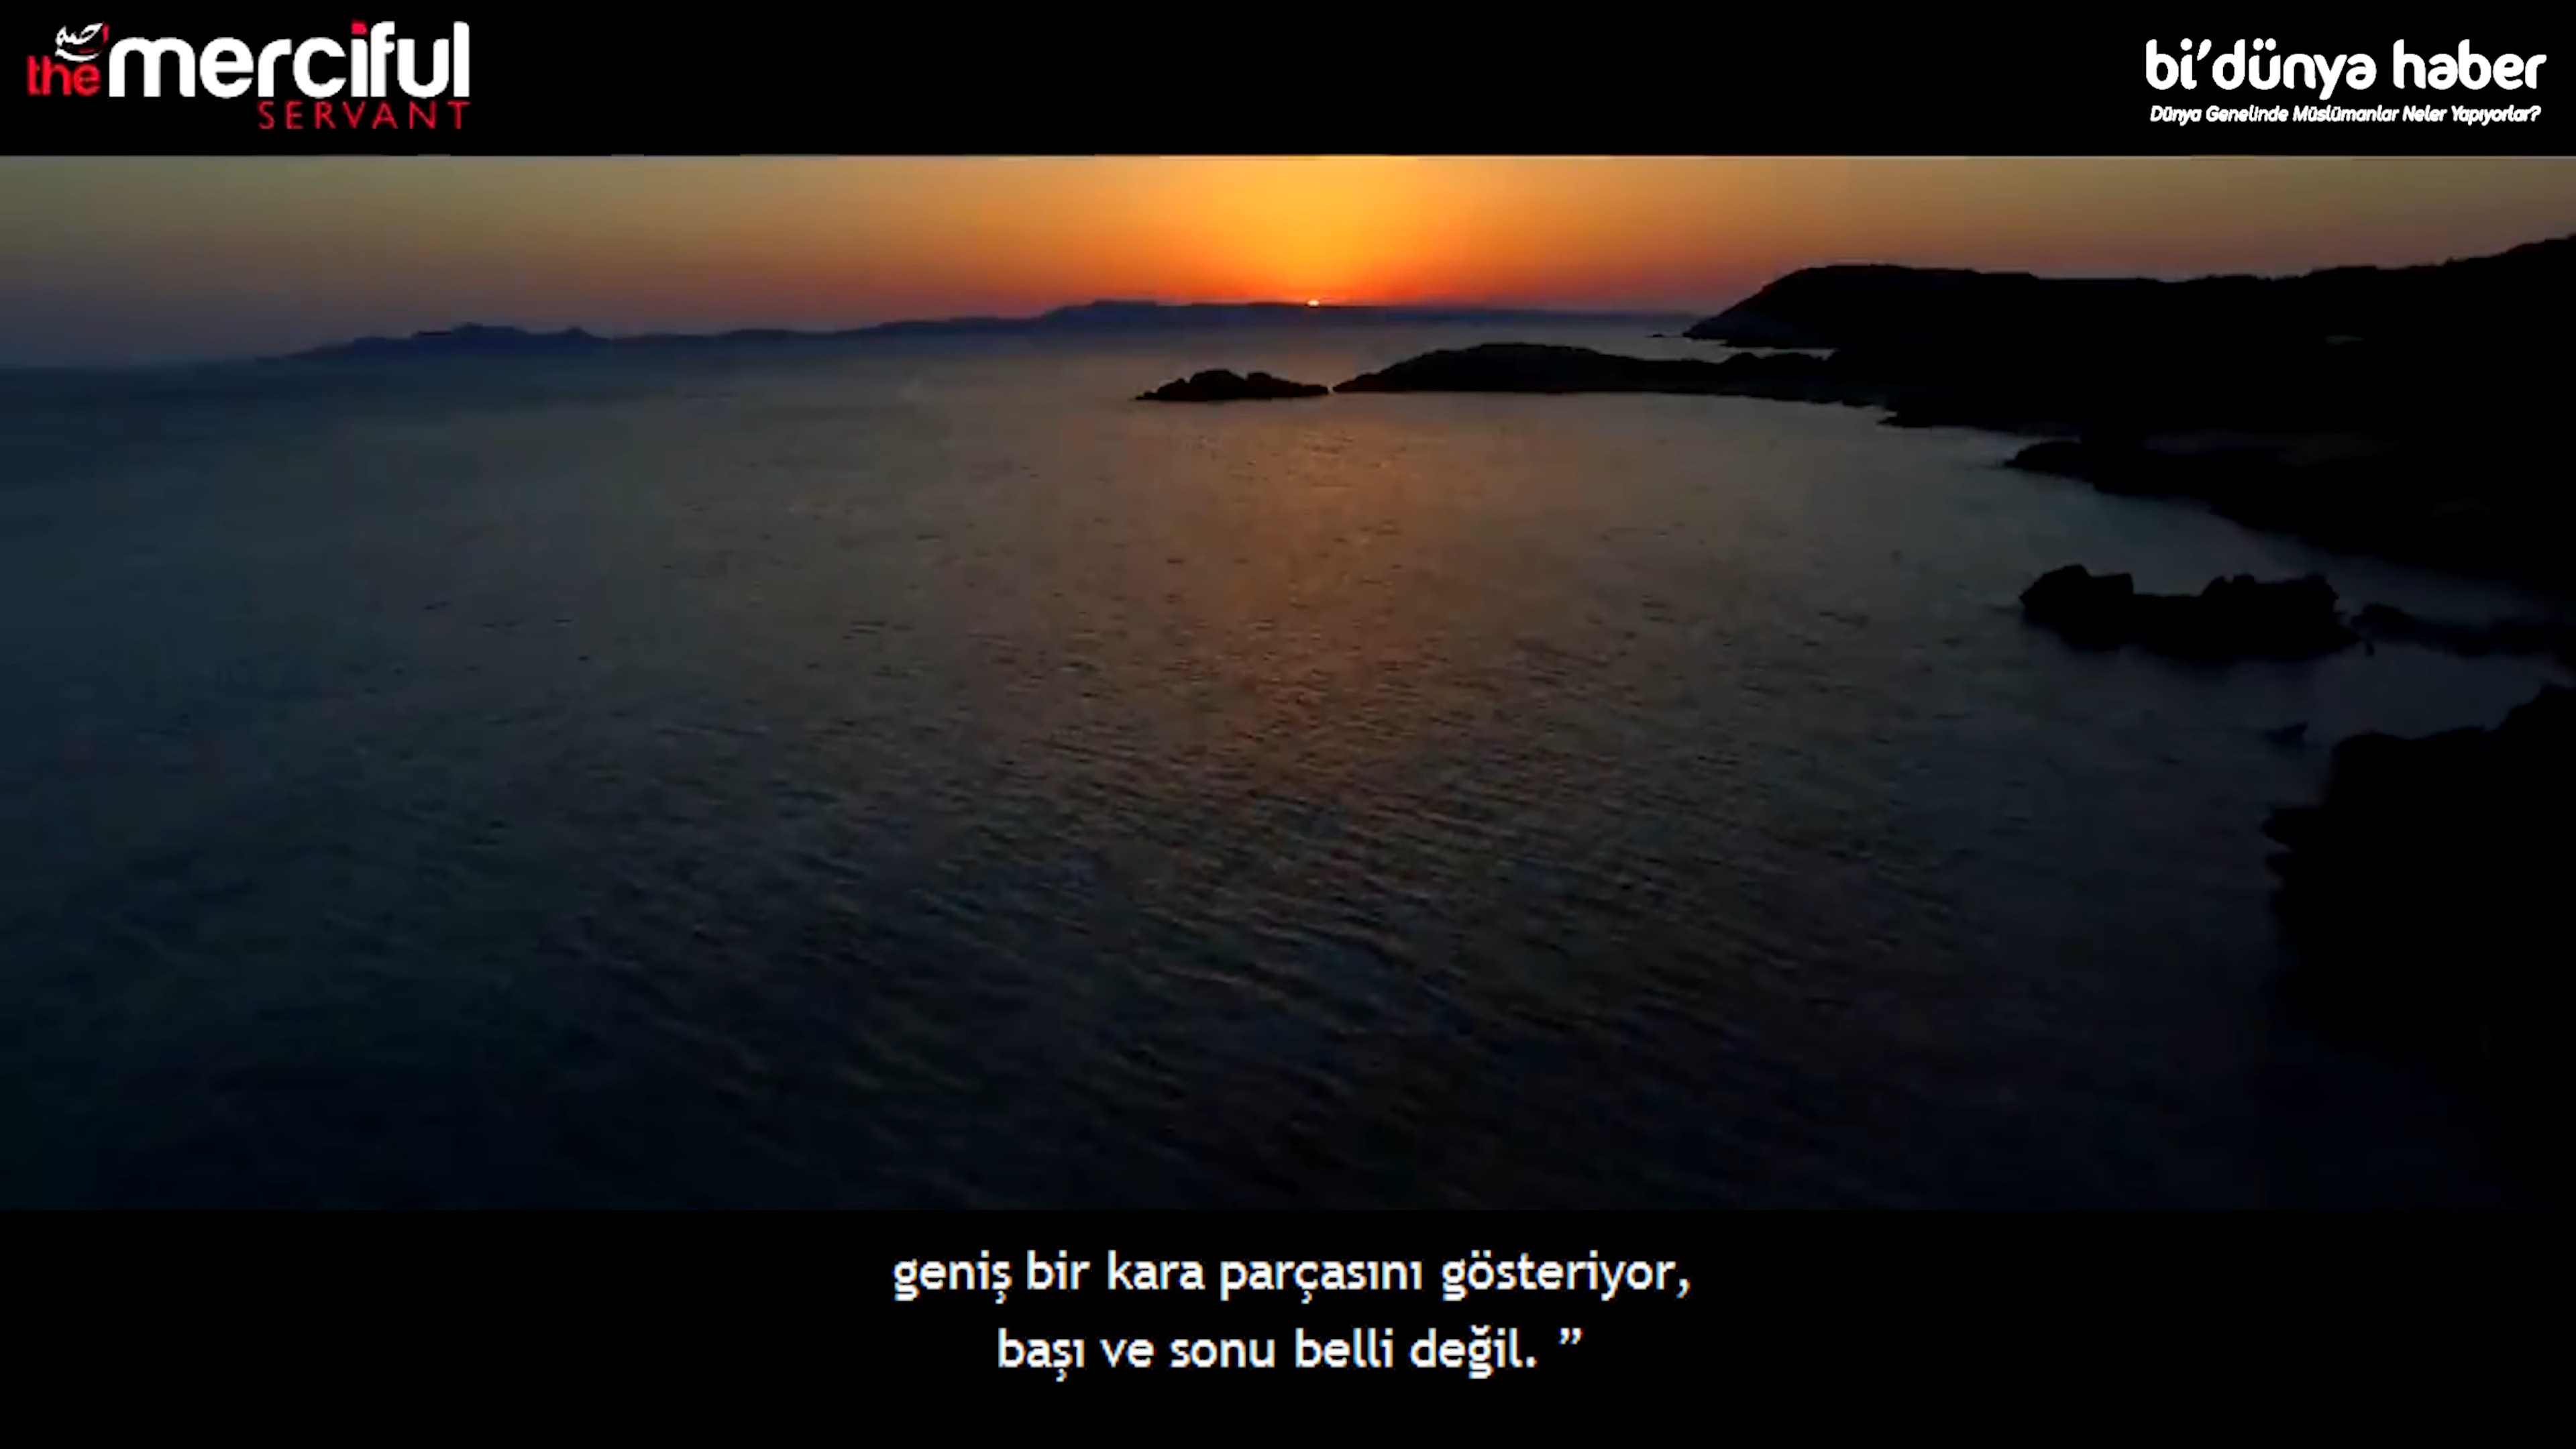 the merciful
SERVANT
bi'dünya haber
Dünya Genelinde Müslümanlar Neler Yapıyorlar?
geniş bir kara parçasını gösteriyor,
başı ve sonu belli değil. ”